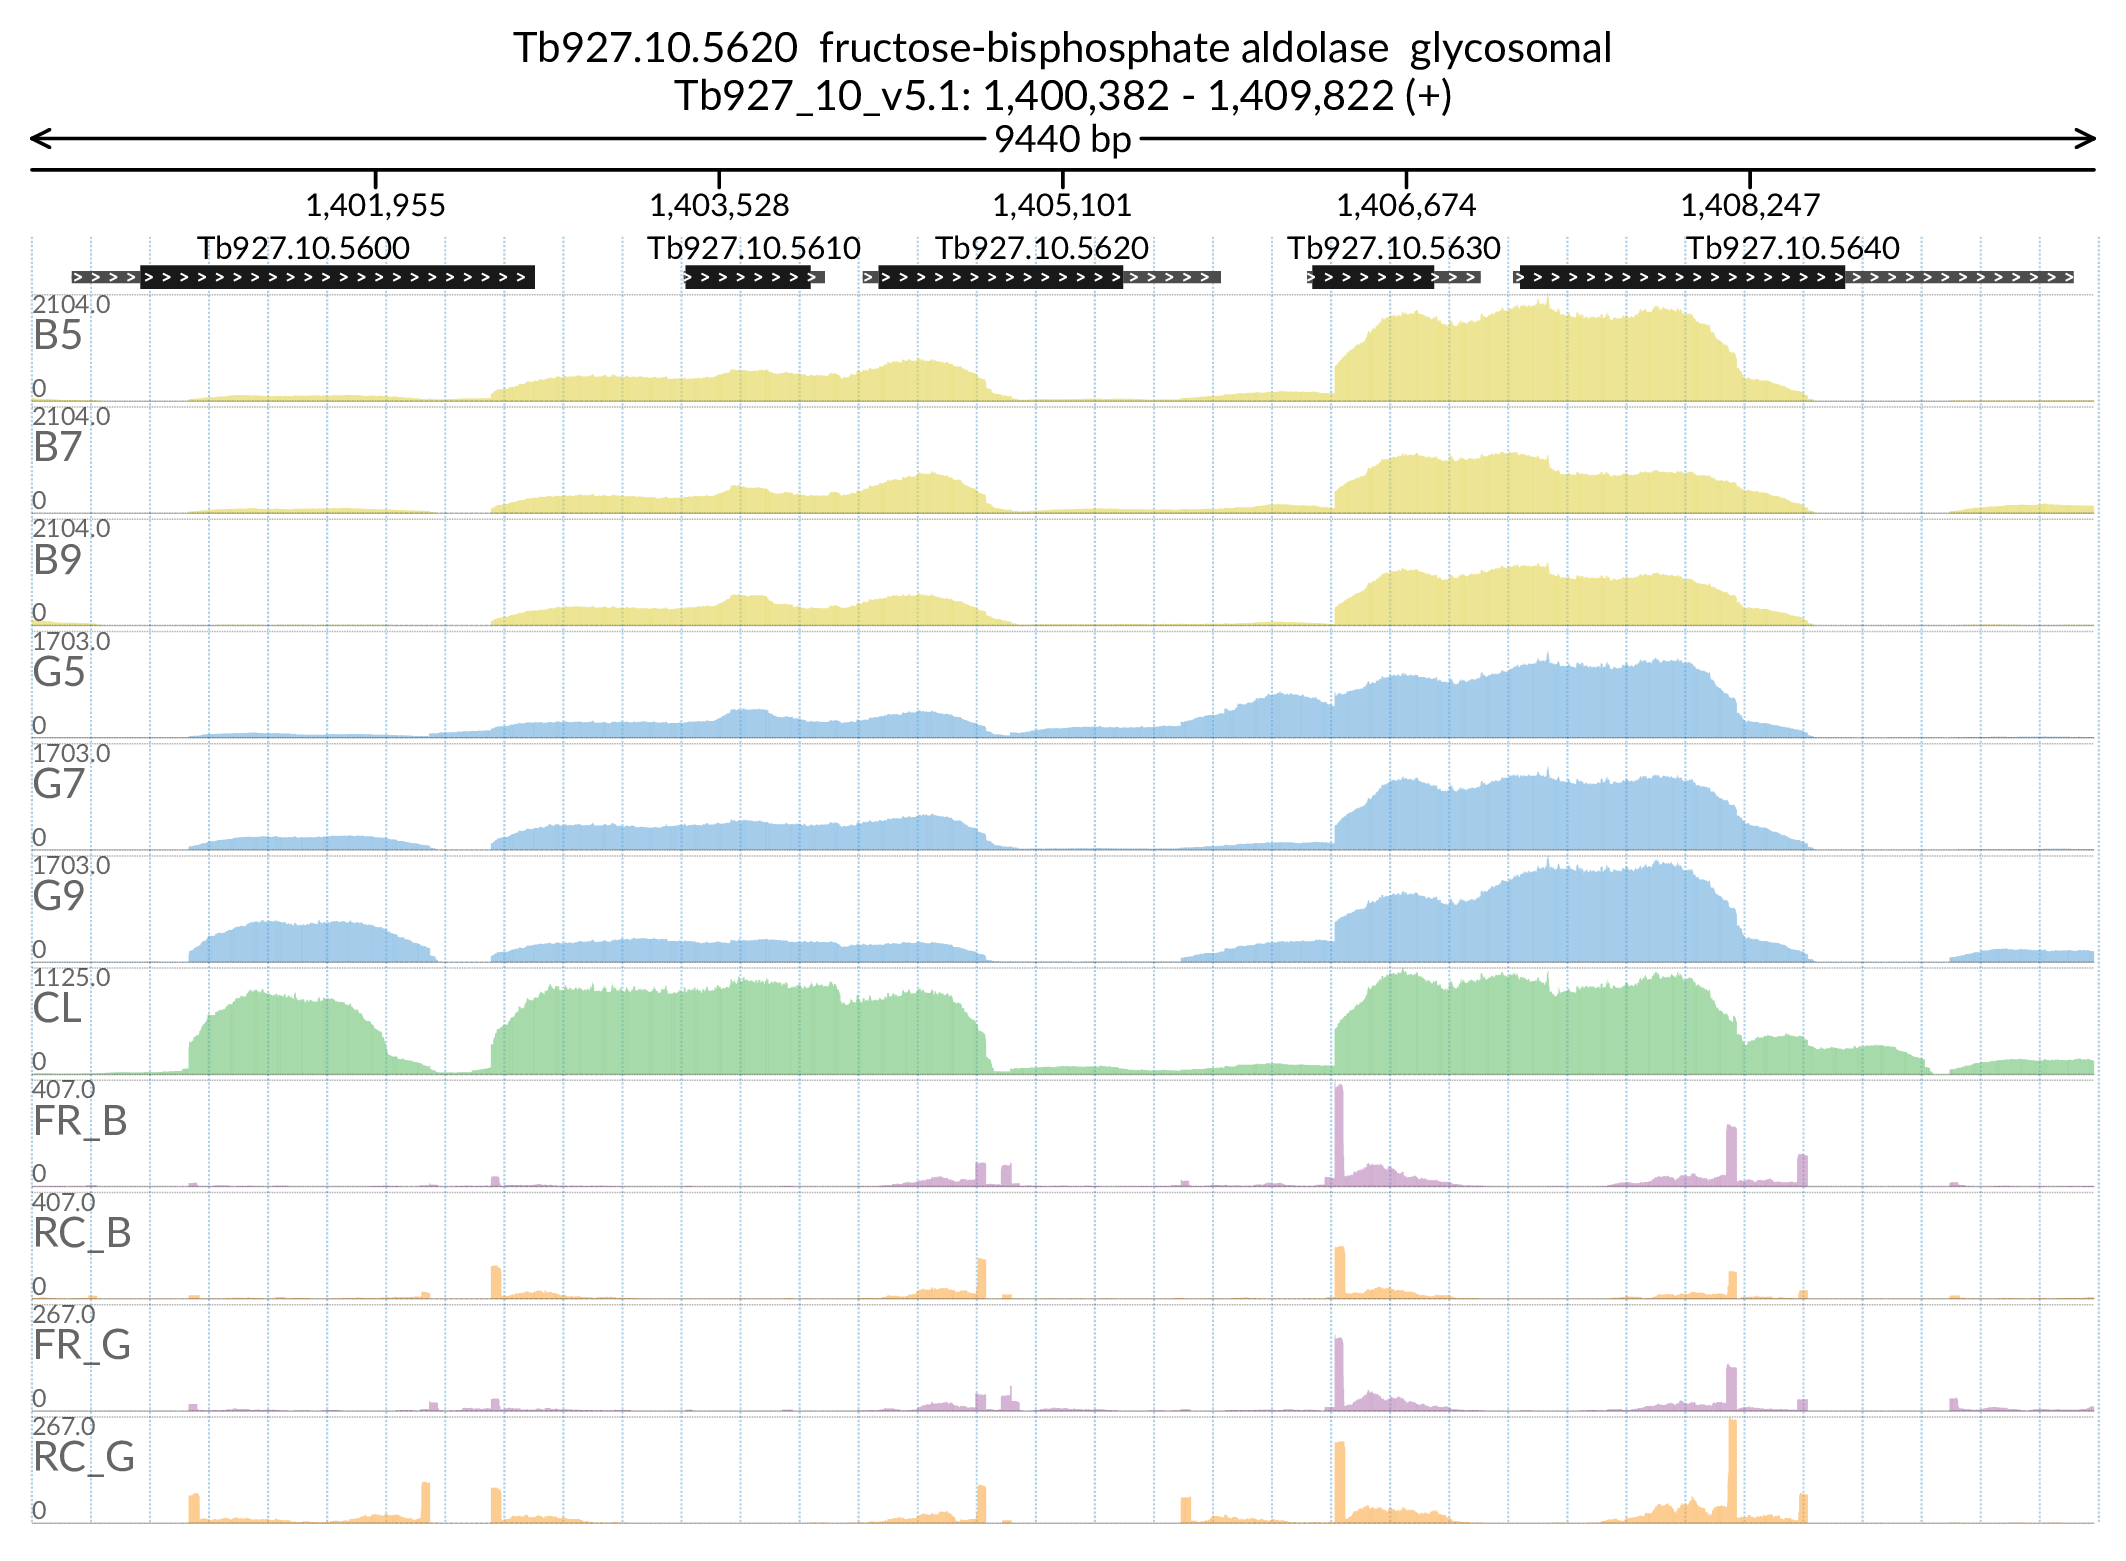 Tb927.10.5620 fructose-bisphosphate aldolase glycosomal
Tb927_10_v5.1: 1,400,382 - 1,409,822 (+)
9440 bp
1,401,955 1,403,528 1,405,101 1,406,674 1,408,247
Tb927.10.5600 Tb927.10.5610 Tb927.10.5620 Tb927.10.5630 Tb927.10.5640
2104.0
B5
0
2104.0
B7
0
2104.0
B9
0
1703.0
G5
0
1703.0
G7
0
1703.0
G9
0
1125.0
CL
0
407.0
FR_B
0
407.0
RC_B
0
267.0
FR_G
0
267.0
RC_G
0